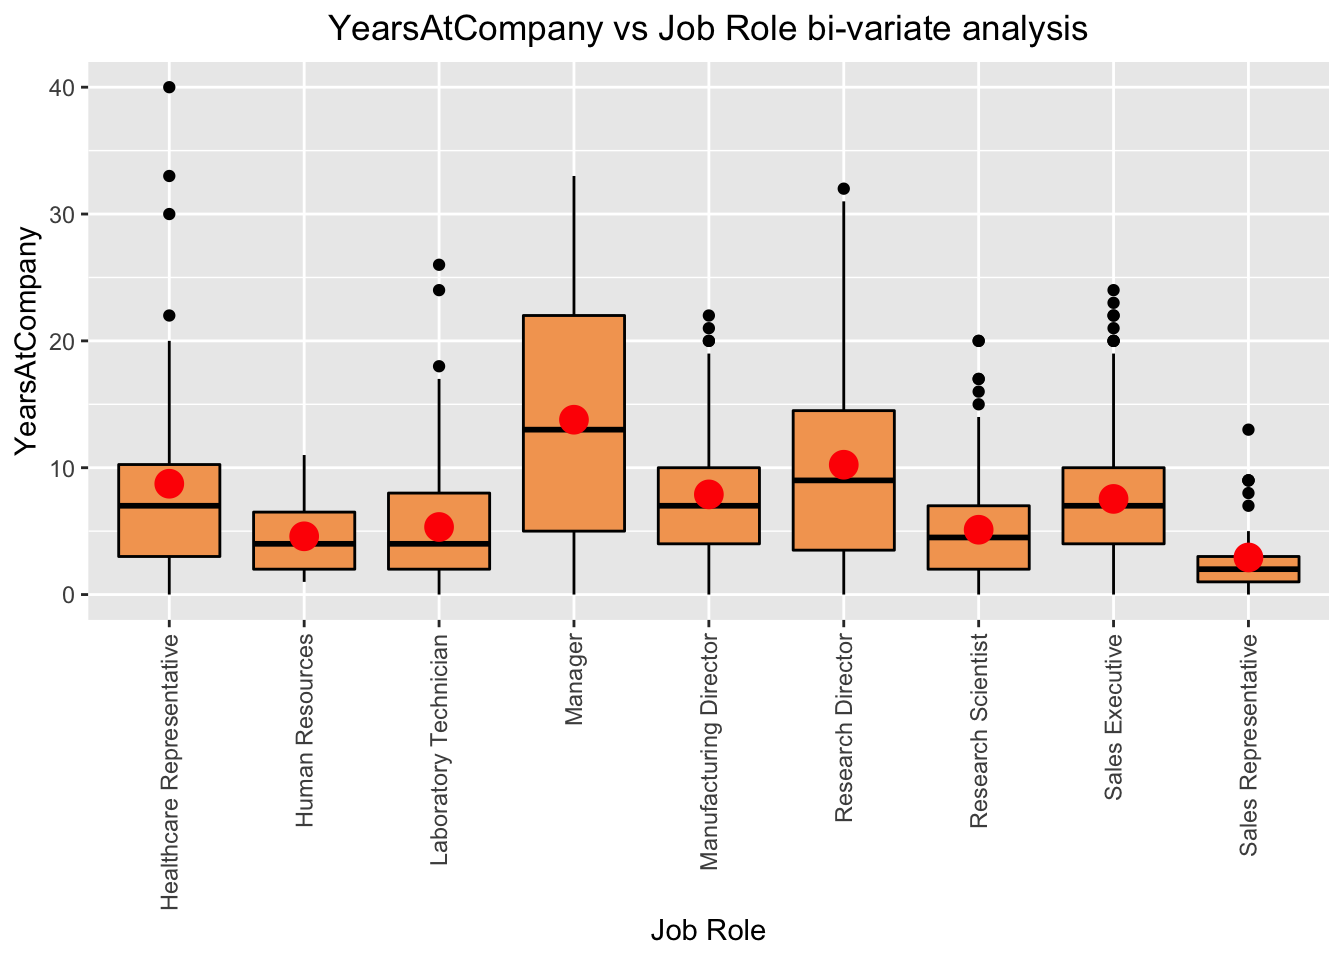 YearsAtCompany vs Job Role bi-variate analysis
YearsAtCompany
40
30
20
10
0
Healthcare Representative
Human Resources
Laboratory Technician
Manager
Manufacturing Director
Research Director
Research Scientist
Sales Executive
Sales Representative
Job Role